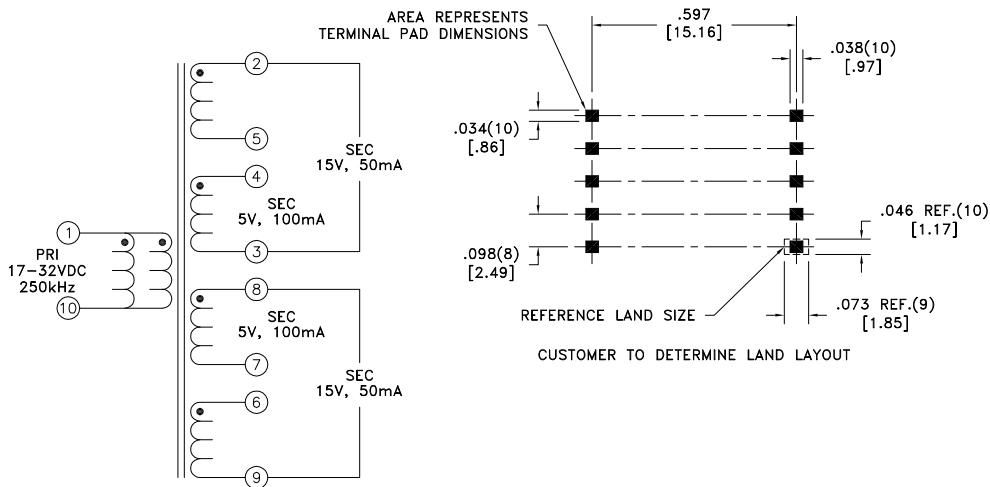 1
10
PRI
17-32VDC
250kHz
2
5
4
3
8
7
6
9
SEC
15V, 50mA
SEC
5V, 100mA
SEC
5V, 100mA
SEC
15V, 50mA
AREA REPRESENTS
TERMINAL PAD DIMENSIONS
.597
[15.16]
.038(10)
[.97]
.034(10)
[.86]
.098(8)
[2.49]
.046 REF.(10)
[1.17]
.073 REF.(9)
[1.85]
REFERENCE LAND SIZE
CUSTOMER TO DETERMINE LAND LAYOUT